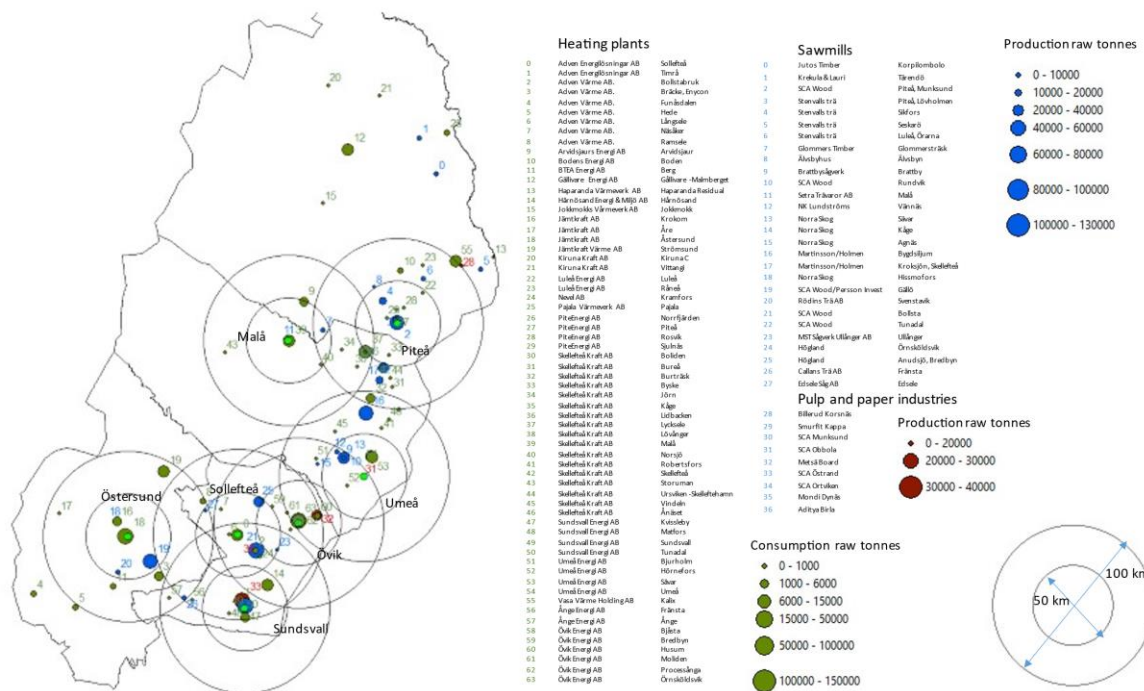 Heating plants
0 Adven Energilösningar AB Sollefteå
1 Adven Energilösningar AB Timrå
2 Adven Värme AB. Bollstabruk
3 Adven Värme AB. Bräcke, Enycon
4 Adven Värme AB. Funäsdalen
5 Adven Värme AB. Hede
6 Adven Värme AB. Långsele
7 Adven Värme AB. Näsåker
8 Adven Värme AB. Ramsele
9 Arvidsjaurs Energi AB Arvidsjaur
10 Bodens Energi AB Boden
11 BTEA Energi AB Berg
12 Gällivare Energi AB Gällivare -Malmberget
13 Haparanda Värmeverk AB Haparanda Residual
14 Härnösand Energi & Miljö AB Härnösand
15 Jokkmokks Värmeverk AB Jokkmokk
16 Jämtkraft AB Krokom
17 Jämtkraft AB Åre
18 Jämtkraft AB Åstersund
19 Jämtkraft Värme AB Strömsund
20 Kiruna Kraft AB Kiruna C
21 Kiruna Kraft AB Vittangi
22 Luleå Energi AB Luleå
23 Luleå Energi AB Råneå
24 Nevel AB Kramfors
25 Pajala Värmeverk AB Pajala
26 PiteEnergi AB Norrfjärden
27 PiteEnergi AB Piteå
28 PiteEnergi AB Rosvik
29 PiteEnergi AB Sjulnäs
30 Skellefteå Kraft AB Boliden
31 Skellefteå Kraft AB Bureå
32 Skellefteå Kraft AB Burträsk
33 Skellefteå Kraft AB Byske
34 Skellefteå Kraft AB Jörn
35 Skellefteå Kraft AB Kåge
36 Skellefteå Kraft AB Lidbacken
37 Skellefteå Kraft AB Lycksele
38 Skellefteå Kraft AB Lövånger
39 Skellefteå Kraft AB Malå
40 Skellefteå Kraft AB Norsjö
41 Skellefteå Kraft AB Robertsfors
42 Skellefteå Kraft AB Skellefteå
43 Skellefteå Kraft AB Storuman
44 Skellefteå Kraft AB Ursviken -Skelleftehamn
45 Skellefteå Kraft AB Vindeln
46 Skellefteå Kraft AB Ånäset
47 Sundsvall Energi AB Kvissleby
48 Sundsvall Energi AB Matfors
49 Sundsvall Energi AB Sundsvall
50 Sundsvall Energi AB Tunadal
51 Umeå Energi AB Bjurholm
52 Umeå Energi AB Hörnefors
53 Umeå Energi AB Sävar
54 Umeå Energi AB Umeå
55 Vasa Värme Holding AB Kalix
56 Ånge Energi AB Fränsta
57 Ånge Energi AB Ånge
58 Övik Energi AB Bjästa
59 Övik Energi AB Bredbyn
60 Övik Energi AB Husum
61 Övik Energi AB Moliden
62 Övik Energi AB Processånga
63 Övik Energi AB Örnsköldsvik
Sawmills
0 Jutos Timber Korpilombolo
1 Krekula & Lauri Tärendö
2 SCA Wood Piteå, Munksund
3 Stenvalls trä Piteå, Lövholmen
4 Stenvalls trä Sikfors
5 Stenvalls trä Seskarö
6 Stenvalls trä Luleå, Örarna
7 Glommers Timber Glommersträsk
8 Älvsbyhus Älvsbyn
9 Brattbysågverk Brattby
10 SCA Wood Rundvik
11 Setra Trävaror AB Malå
12 NK Lundströms Vännäs
13 Norra Skog Sävar
14 Norra Skog Kåge
15 Norra Skog Agnäs
16 Martinsson/Holmen Bygdsiljum
17 Martinsson/Holmen Kroksjön, Skellefteå
18 Norra Skog Hissmofors
19 SCA Wood/Persson Invest Gällö
20 Rödins Trä AB Svenstavik
21 SCA Wood Bollsta
22 SCA Wood Tunadal
23 MST Sågverk Ullånger AB Ullånger
24 Högland Örnsköldsvik
25 Högland Anudsjö, Bredbyn
26 Callans Trä AB Fränsta
27 Edsele Såg AB Edsele
Pulp and paper industries
28 Billerud Korsnäs
29 Smurfit Kappa
30 SCA Munksund
31 SCA Obbola
32 Metsä Board
33 SCA Östrand
34 SCA Ortviken
35 Mondi Dynäs
36 Aditya Birla
Production raw tonnes
0 - 10000
10000 - 20000
20000 - 40000
40000 - 60000
60000 - 80000
80000 - 100000
100000 - 130000
Production raw tonnes
0 - 20000
20000 - 30000
30000 - 40000
Consumption raw tonnes
0 - 1000
1000 - 6000
6000 - 15000
15000 - 50000
50000 - 100000
100000 - 150000
50 km
100 km
Malå
Piteå
Umeå
Övik
Sollefteå
Östersund
Sundsvall